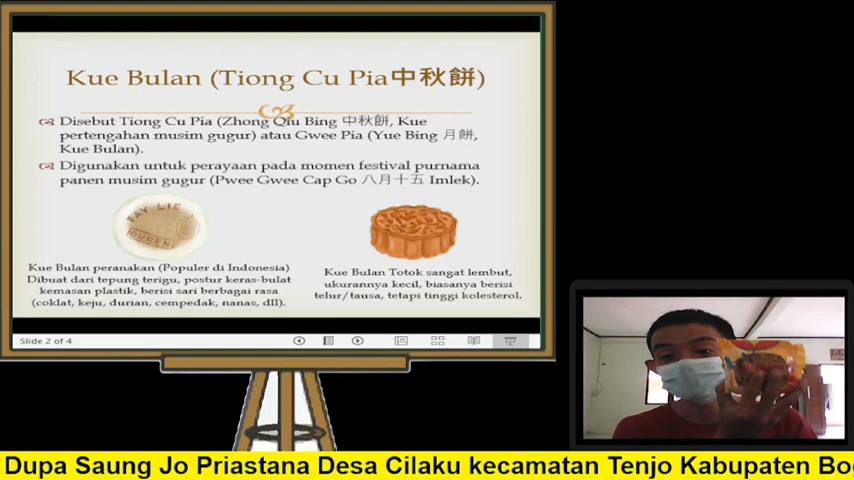 Kue Bulan (Tiong Cu Pia中秋餅)
Disebut Tiong Cu Pia (Zhong Qiu Bing 中秋餅, Kue
pertengahan musim gugur) atau Gwee Pia (Yue Bing 月餅,
Kue Bulan).
Digunakan untuk perayaan pada momen festival purnama
panen musim gugur (Pwee Gwee Cap Go 八月十五 Imlek).
FAY LIE
DUREN
Kue Bulan peranakan (Populer di Indonesia)
Dibuat dari tepung terigu, postur keras-bulat
kemasan plastik, berisi sari berbagai rasa
(coklat, keju, durian, cempedak, nanas, dll).
Kue Bulan Totok sangat lembut,
ukurannya kecil, biasanya berisi
telur/tausa, tetapi tinggi kolesterol.
Slide 2 of 4
Dupa Saung Jo Priastana Desa Cilaku kecamatan Tenjo Kabupaten Bo